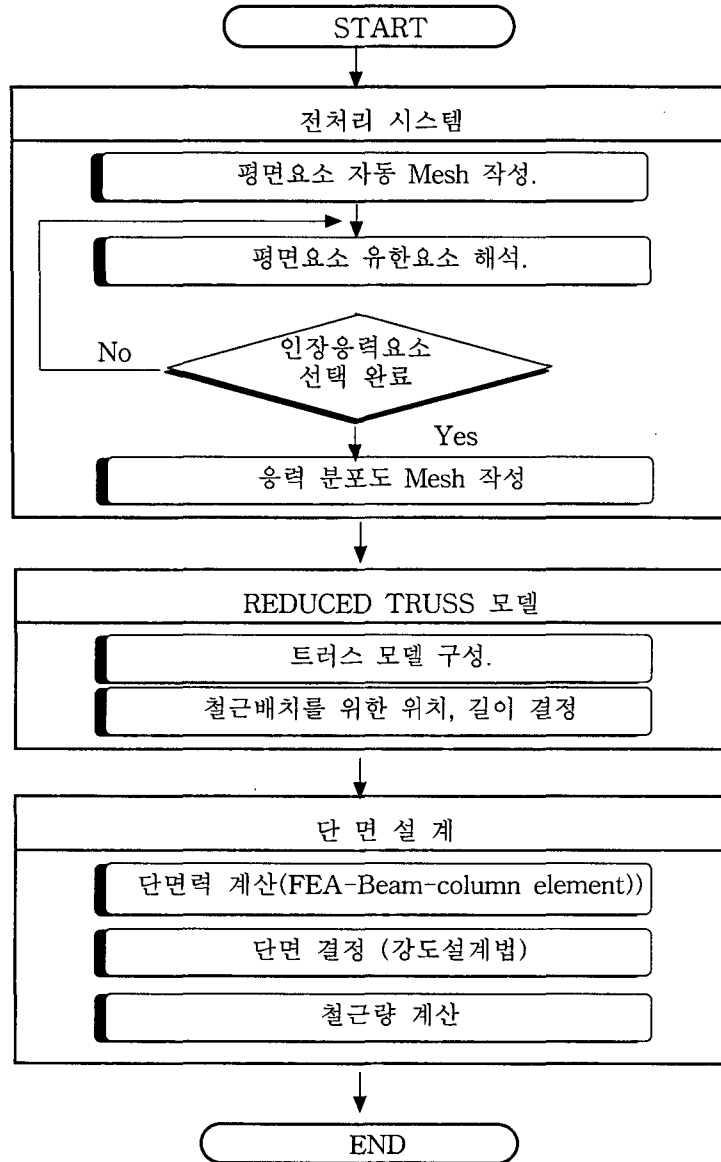 START
전처리 시스템
평면요소 자동 Mesh 작성.
평면요소 유한요소 해석.
No
인장응력요소
선택 완료
Yes
응력 분포도 Mesh 작성
REDUCED TRUSS 모델
트러스 모델 구성.
철근배치를 위한 위치, 길이 결정
단 면 설 계
단면력 계산(FEA-Beam-column element))
단면 결정 (강도설계법)
철근량 계산
END